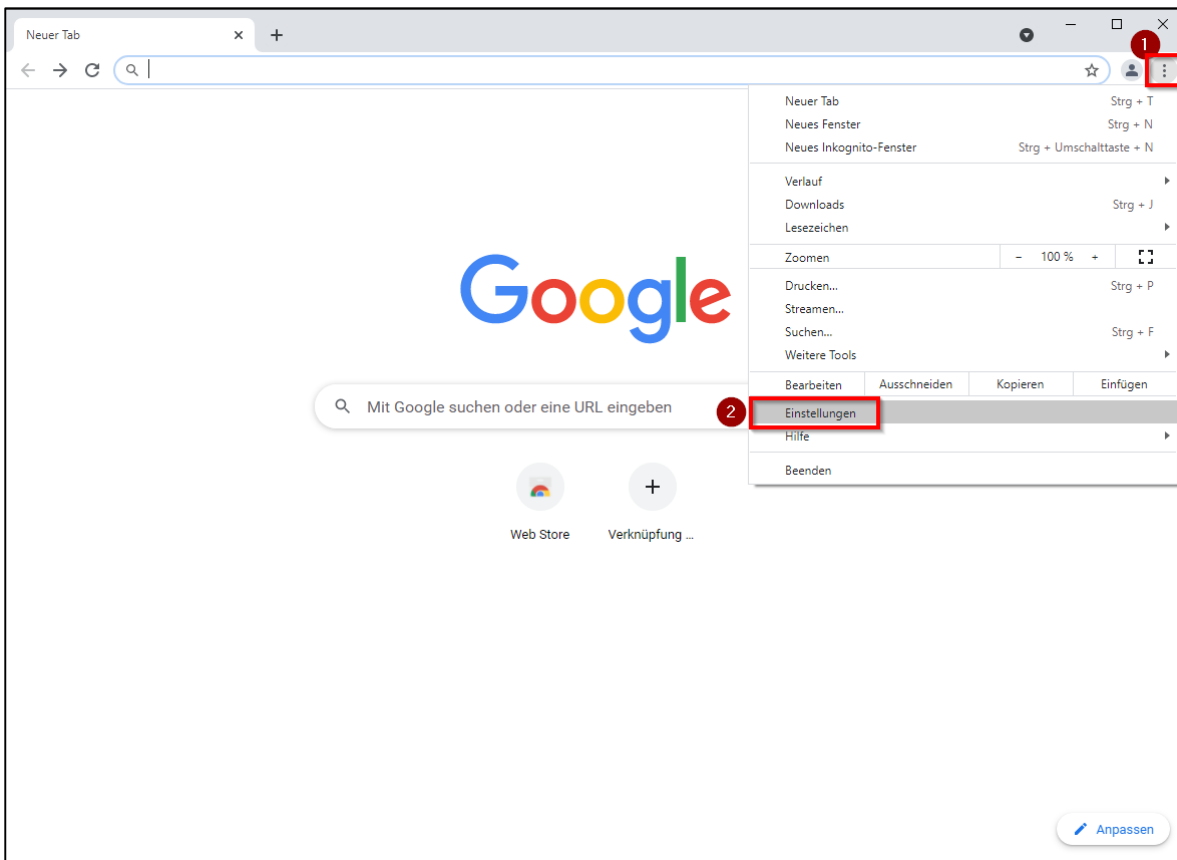 Neuer Tab
1
Neuer Tab Strg + T
Neues Fenster Strg + N
Neues Inkognito-Fenster Strg + Umschalttaste + N
Verlauf
Downloads Strg + J
Lesezeichen
Zoomen - 100 % +
Drucken... Strg + P
Streamen...
Suchen... Strg + F
Weitere Tools
Bearbeiten Ausschneiden Kopieren Einfügen
2 Einstellungen
Hilfe
Beenden
Google
Mit Google suchen oder eine URL eingeben
Web Store Verknüpfung ...
Anpassen